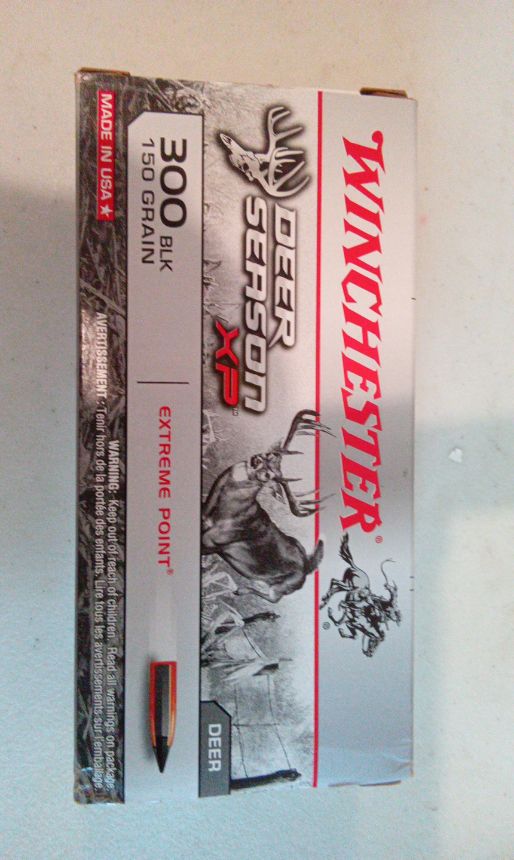 WINCHESTER®
DEER
SEASON
XP™
DEER
300 BLK
150 GRAIN
EXTREME POINT®
MADE IN USA ★
WARNING: Keep out of reach of children. Read all warnings on package.
AVERTISSEMENT : Tenir hors de la portée des enfants. Lire tous les avertissements sur l'emballage.